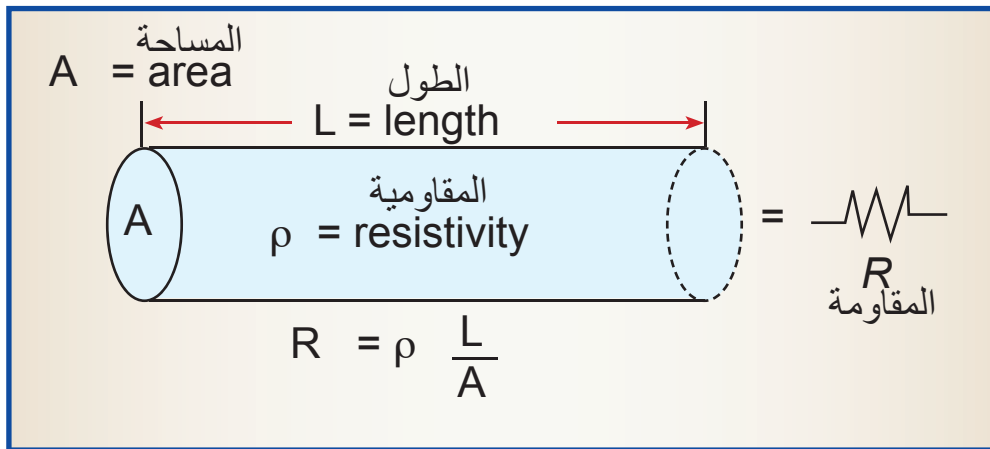 المساحة
A = area
الطول
L = length
A
المقاومية
ρ = resistivity
=
R
المقاومة
R = ρ L/A